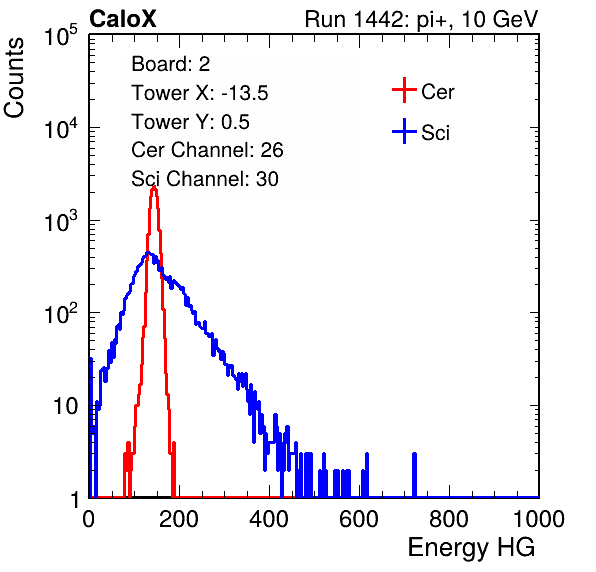 CaloX Run 1442: pi+, 10 GeV
Counts
Board: 2
Tower X: -13.5
Tower Y: 0.5
Cer Channel: 26
Sci Channel: 30
Cer
Sci
10^5
10^4
10^3
10^2
10
1
0 200 400 600 800 1000
Energy HG